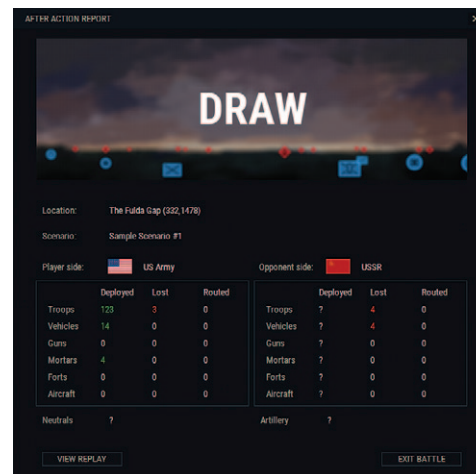 AFTER ACTION REPORT
DRAW
Location: The Fulda Gap (332,1478)
Scenario: Sample Scenario #1
Player side: US Army Opponent side: USSR
Deployed Lost Routed Deployed Lost Routed
Troops 123 3 0 Troops ? 4 0
Vehicles 14 0 0 Vehicles ? 4 0
Guns 0 0 0 Guns ? 0 0
Mortars 4 0 0 Mortars ? 0 0
Forts 0 0 0 Forts ? 0 0
Aircraft 0 0 0 Aircraft ? 0 0
Neutrals ? Artillery ?
VIEW REPLAY EXIT BATTLE